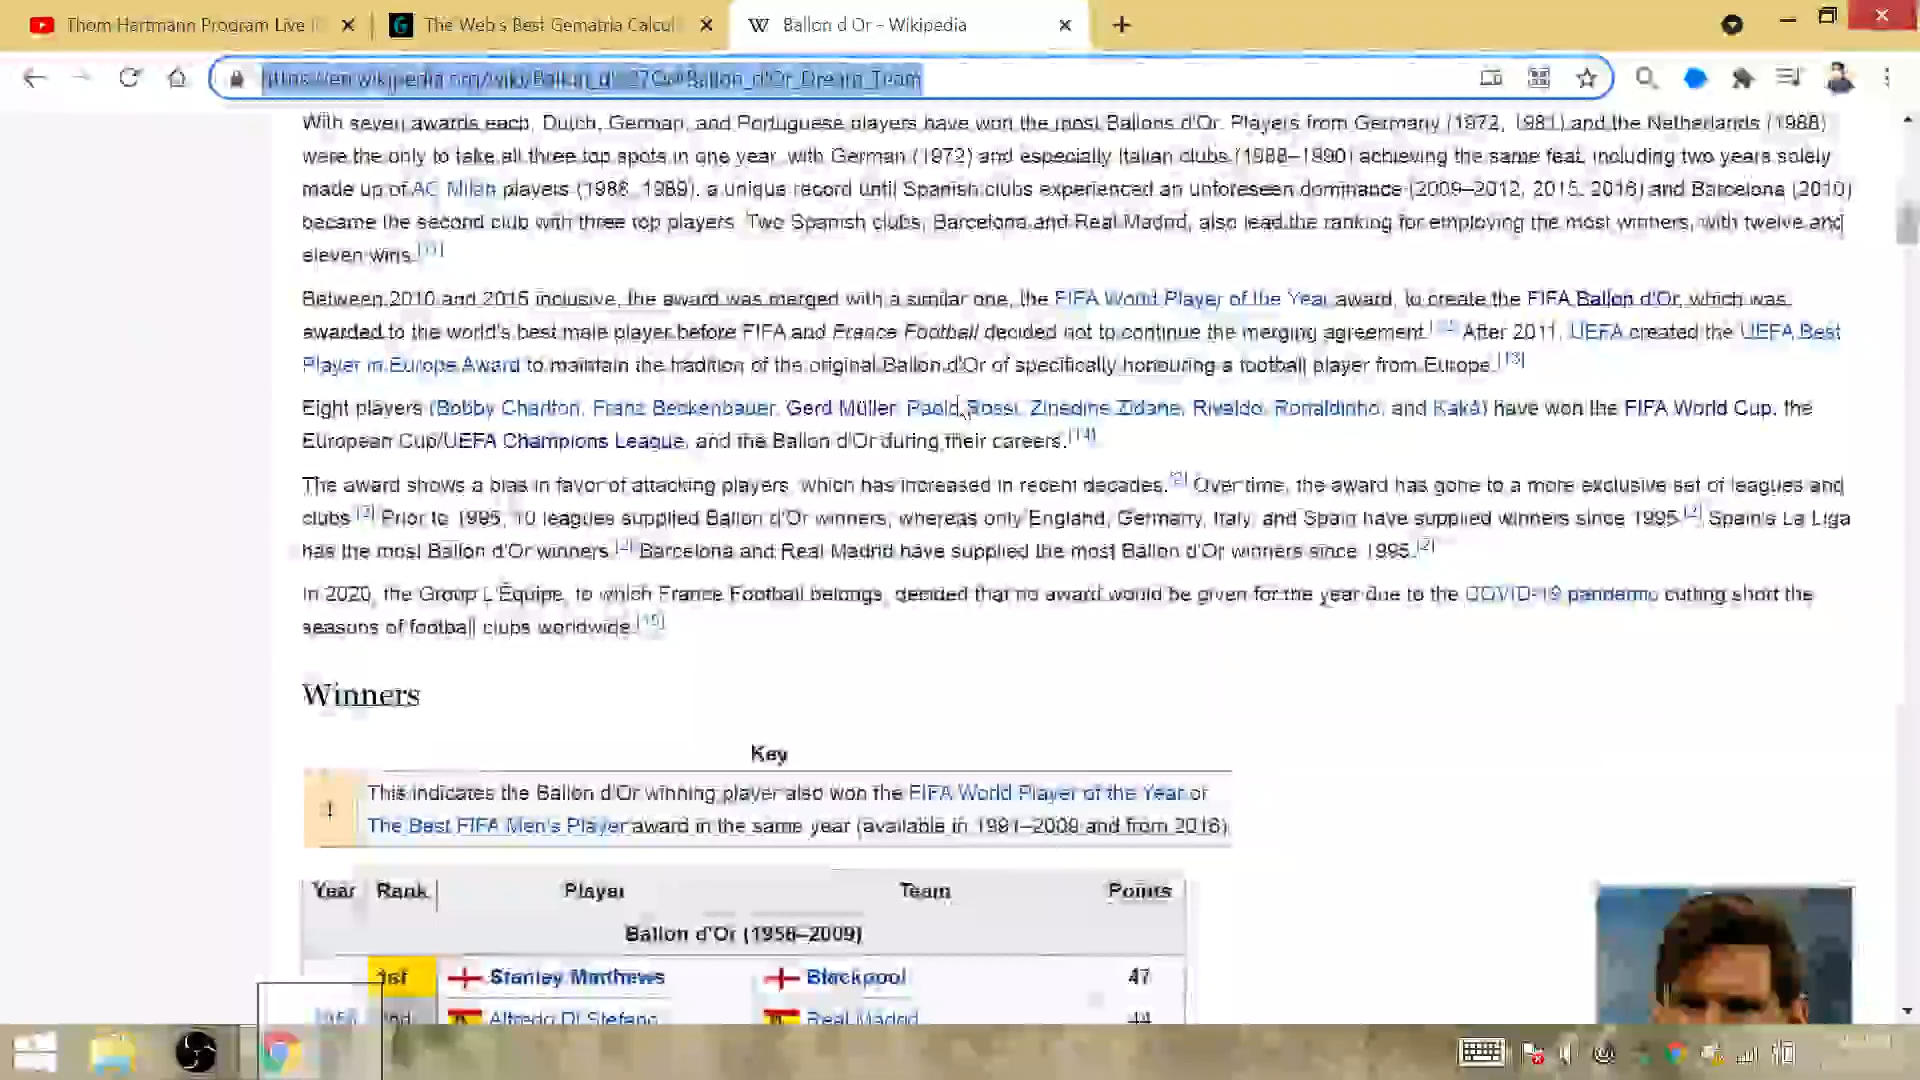 Thom Hartmann Program Live
The Web's Best Gematria Calcul
Ballon d'Or - Wikipedia
With seven awards each, Dutch, German, and Portuguese players have won the most Ballons d'Or. Players from Germany (1972, 1981) and the Netherlands (1988)
were the only to take all three top spots in one year, with German (1972) and especially Italian clubs (1988–1990) achieving the same feat, including two years solely
made up of AC Milan players (1988, 1989), a unique record until Spanish clubs experienced an unforeseen dominance (2009–2012, 2015, 2016) and Barcelona (2010)
became the second club with three top players. Two Spanish clubs, Barcelona and Real Madrid, also lead the ranking for employing the most winners, with twelve and
eleven wins.
Between 2010 and 2015 inclusive, the award was merged with a similar one, the FIFA World Player of the Year award, to create the FIFA Ballon d'Or, which was
awarded to the world's best male player before FIFA and France Football decided not to continue the merging agreement. After 2011, UEFA created the UEFA Best
Player in Europe Award to maintain the tradition of the original Ballon d'Or of specifically honouring a football player from Europe.[13]
Eight players (Bobby Charlton, Franz Beckenbauer, Gerd Müller, Paolo Rossi, Zinedine Zidane, Rivaldo, Ronaldinho, and Kaká) have won the FIFA World Cup, the
European Cup/UEFA Champions League, and the Ballon d'Or during their careers.[14]
The award shows a bias in favor of attacking players, which has increased in recent decades.[2] Over time, the award has gone to a more exclusive set of leagues and
clubs.[2] Prior to 1995, 10 leagues supplied Ballon d'Or winners, whereas only England, Germany, Italy, and Spain have supplied winners since 1995.[2] Spain's La Liga
has the most Ballon d'Or winners.[2] Barcelona and Real Madrid have supplied the most Ballon d'Or winners since 1995.[2]
In 2020, the Group L'Équipe, to which France Football belongs, decided that no award would be given for the year due to the COVID-19 pandemic cutting short the
seasons of football clubs worldwide.[15]
Winners
Key
This indicates the Ballon d'Or winning player also won the FIFA World Player of the Year or
The Best FIFA Men's Player award in the same year (available in 1991–2009 and from 2016)
Year Rank Player Team Points
Ballon d'Or (1956–2009)
1st Stanley Matthews Blackpool 47
2nd Alfredo Di Stéfano Real Madrid 44